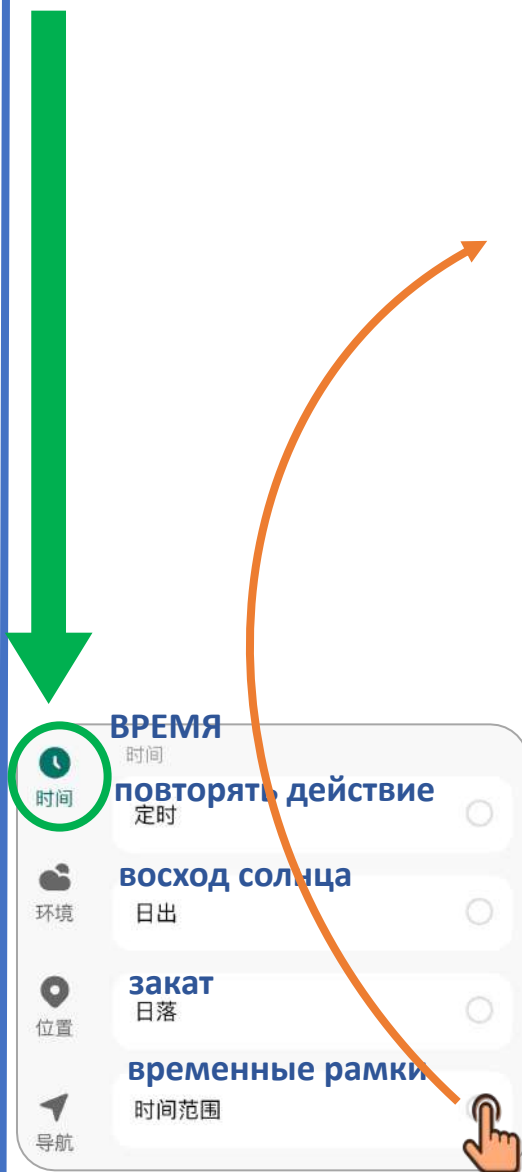 ВРЕМЯ
时间
时间
повторять действие
定时
восход солнца
环境
日出
закат
位置
日落
временные рамки
导航
时间范围